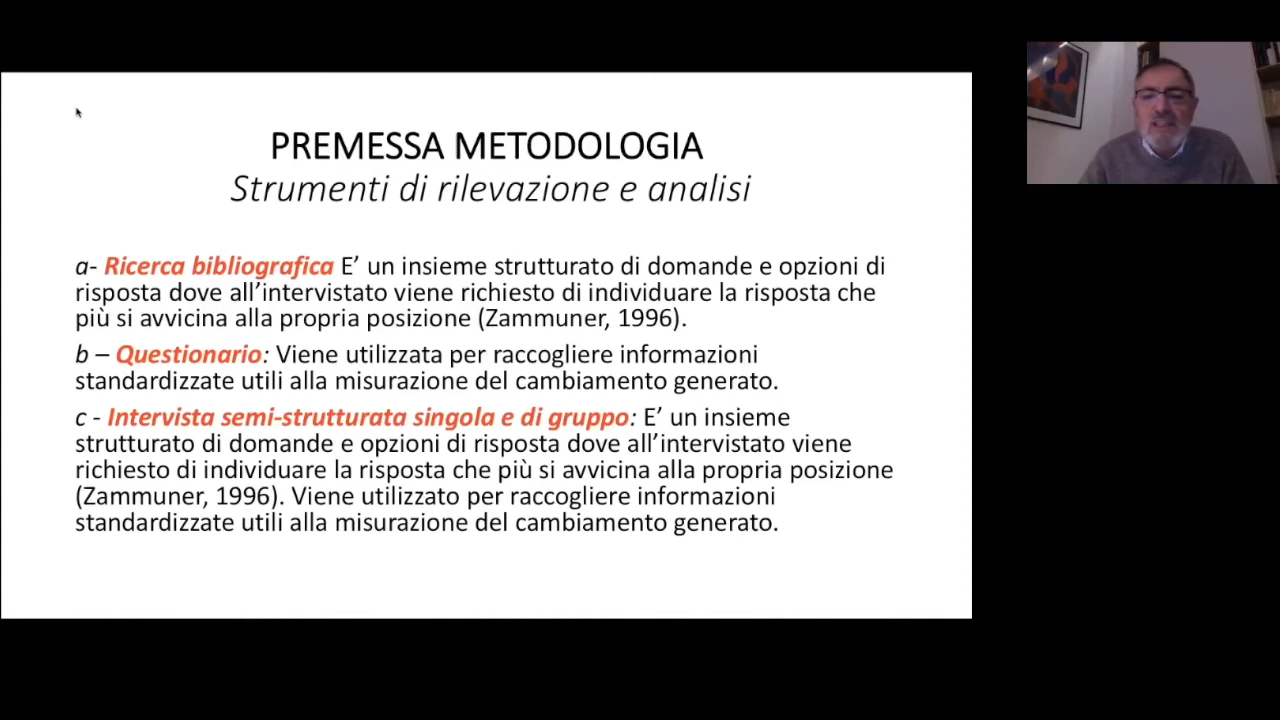 PREMESSA METODOLOGIA
Strumenti di rilevazione e analisi
a- Ricerca bibliografica E’ un insieme strutturato di domande e opzioni di
risposta dove all’intervistato viene richiesto di individuare la risposta che
più si avvicina alla propria posizione (Zammuner, 1996).
b – Questionario: Viene utilizzata per raccogliere informazioni
standardizzate utili alla misurazione del cambiamento generato.
c - Intervista semi-strutturata singola e di gruppo: E’ un insieme
strutturato di domande e opzioni di risposta dove all’intervistato viene
richiesto di individuare la risposta che più si avvicina alla propria posizione
(Zammuner, 1996). Viene utilizzato per raccogliere informazioni
standardizzate utili alla misurazione del cambiamento generato.